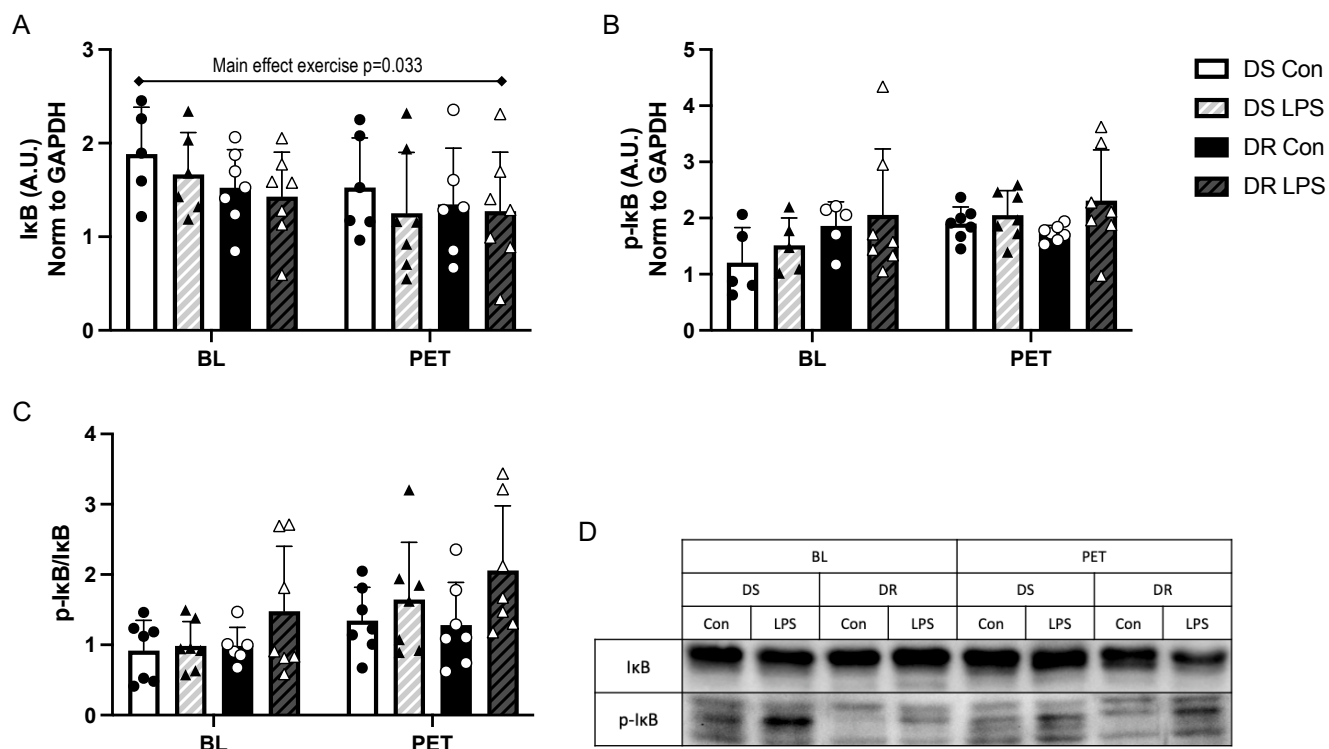 A
3
2
1
0
IκB (A.U.)
Norm to GAPDH
Main effect exercise p=0.033
BL PET
B
5
4
3
2
1
0
p-IκB (A.U.)
Norm to GAPDH
BL PET
DS Con
DS LPS
DR Con
DR LPS
C
4
3
2
1
0
p-IκB/IκB
BL PET
D
BL PET
DS DR DS DR
Con LPS Con LPS Con LPS Con LPS
IκB
p-IκB